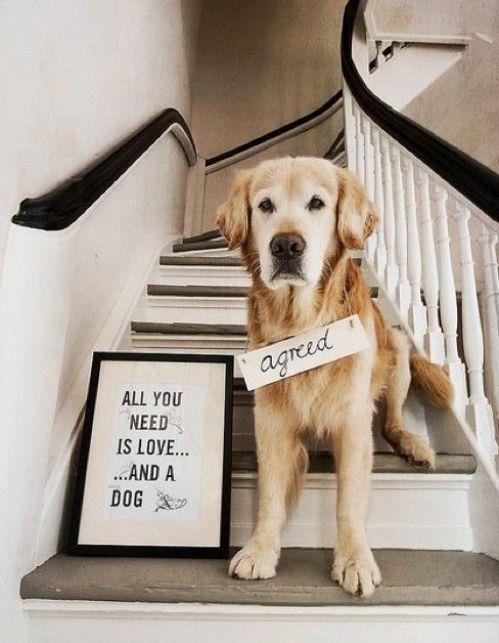 ALL YOU
NEED
IS LOVE...
...AND A
DOG
agreed